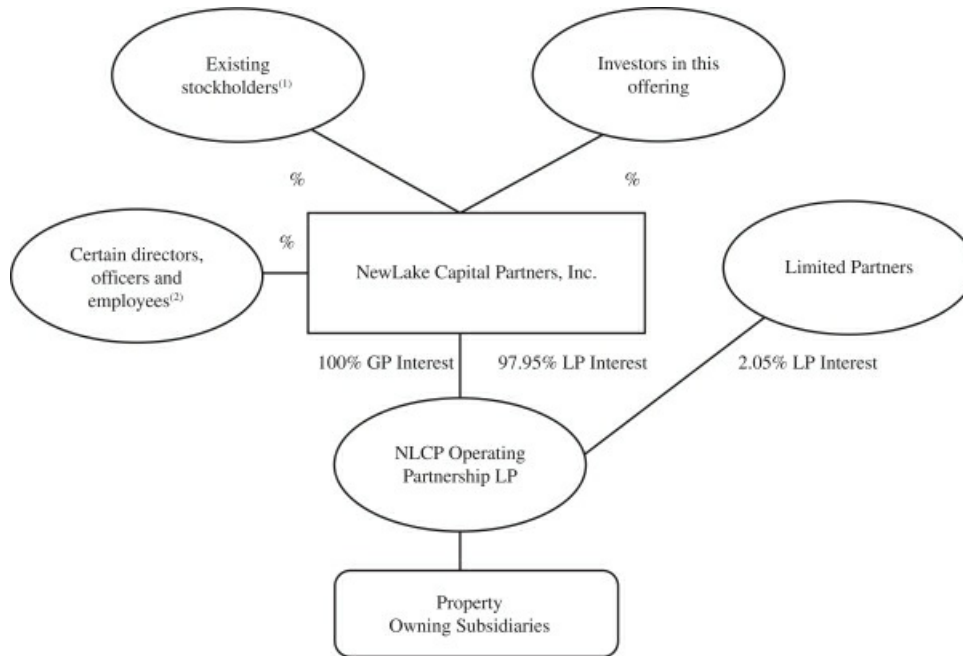 Existing
stockholders(1)
Investors in this
offering
%
%
Certain directors,
officers and
employees(2)
%
NewLake Capital Partners, Inc.
Limited Partners
100% GP Interest
97.95% LP Interest
2.05% LP Interest
NLCP Operating
Partnership LP
Property
Owning Subsidiaries